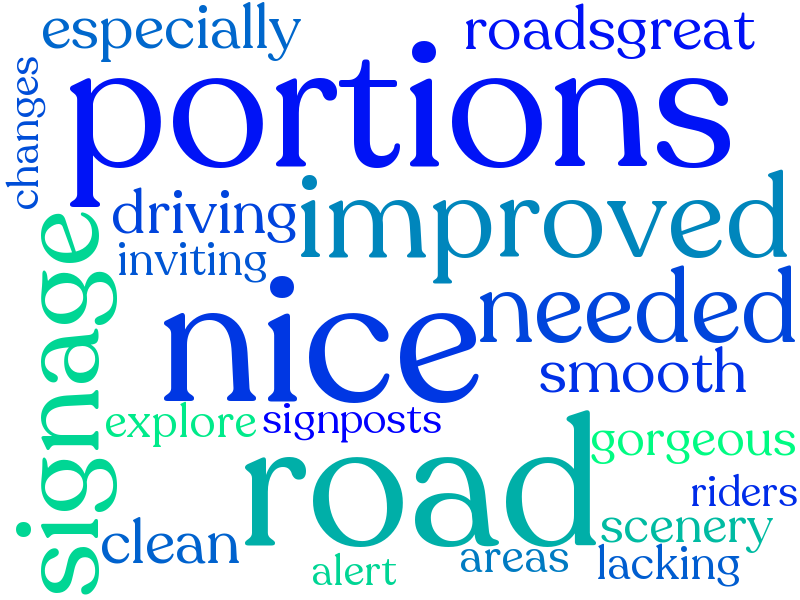 especially
roadsgreat
changes
portions
driving
improved
inviting
signage
nice
needed
smooth
explore
signposts
road
gorgeous
riders
clean
scenery
alert
areas
lacking